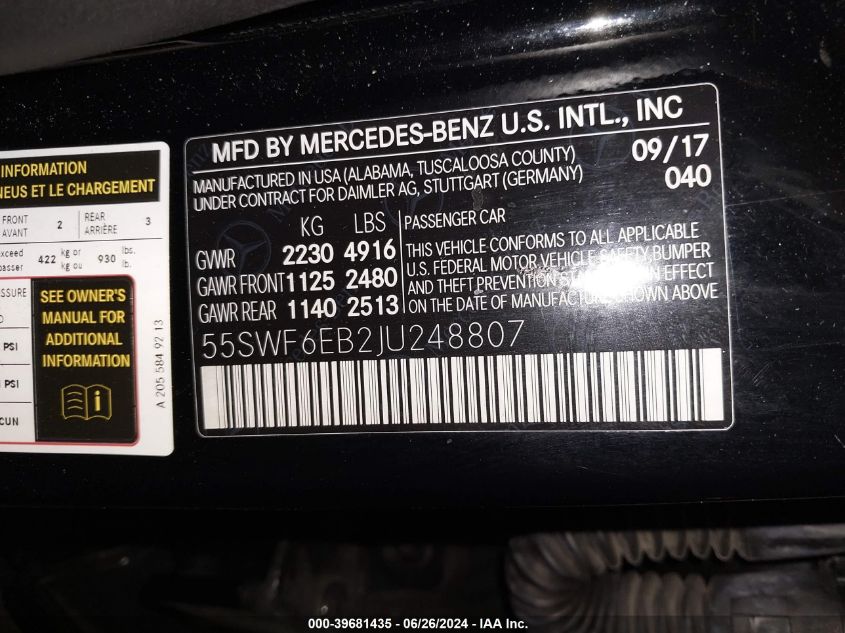 INFORMATION
NEUS ET LE CHARGEMENT
FRONT
AVANT 2 REAR
ARRIÈRE 3
exceed
passer 422 kg or
kg ou 930 lbs.
lb.
SSURE
PSI
PSI
CUN
SEE OWNER'S
MANUAL FOR
ADDITIONAL
INFORMATION
A 205 584 92 13
MFD BY MERCEDES-BENZ U.S. INTL., INC
MANUFACTURED IN USA (ALABAMA, TUSCALOOSA COUNTY) 09/17
UNDER CONTRACT FOR DAIMLER AG, STUTTGART (GERMANY) 040
KG LBS
GVWR 2230 4916
GAWR FRONT 1125 2480
GAWR REAR 1140 2513
PASSENGER CAR
THIS VEHICLE CONFORMS TO ALL APPLICABLE
U.S. FEDERAL MOTOR VEHICLE SAFETY, BUMPER
AND THEFT PREVENTION IN EFFECT
ON THE DATE OF MANUFACTURE SHOWN ABOVE
55SWF6EB2JU248807
000-39681435 - 06/26/2024 - IAA Inc.